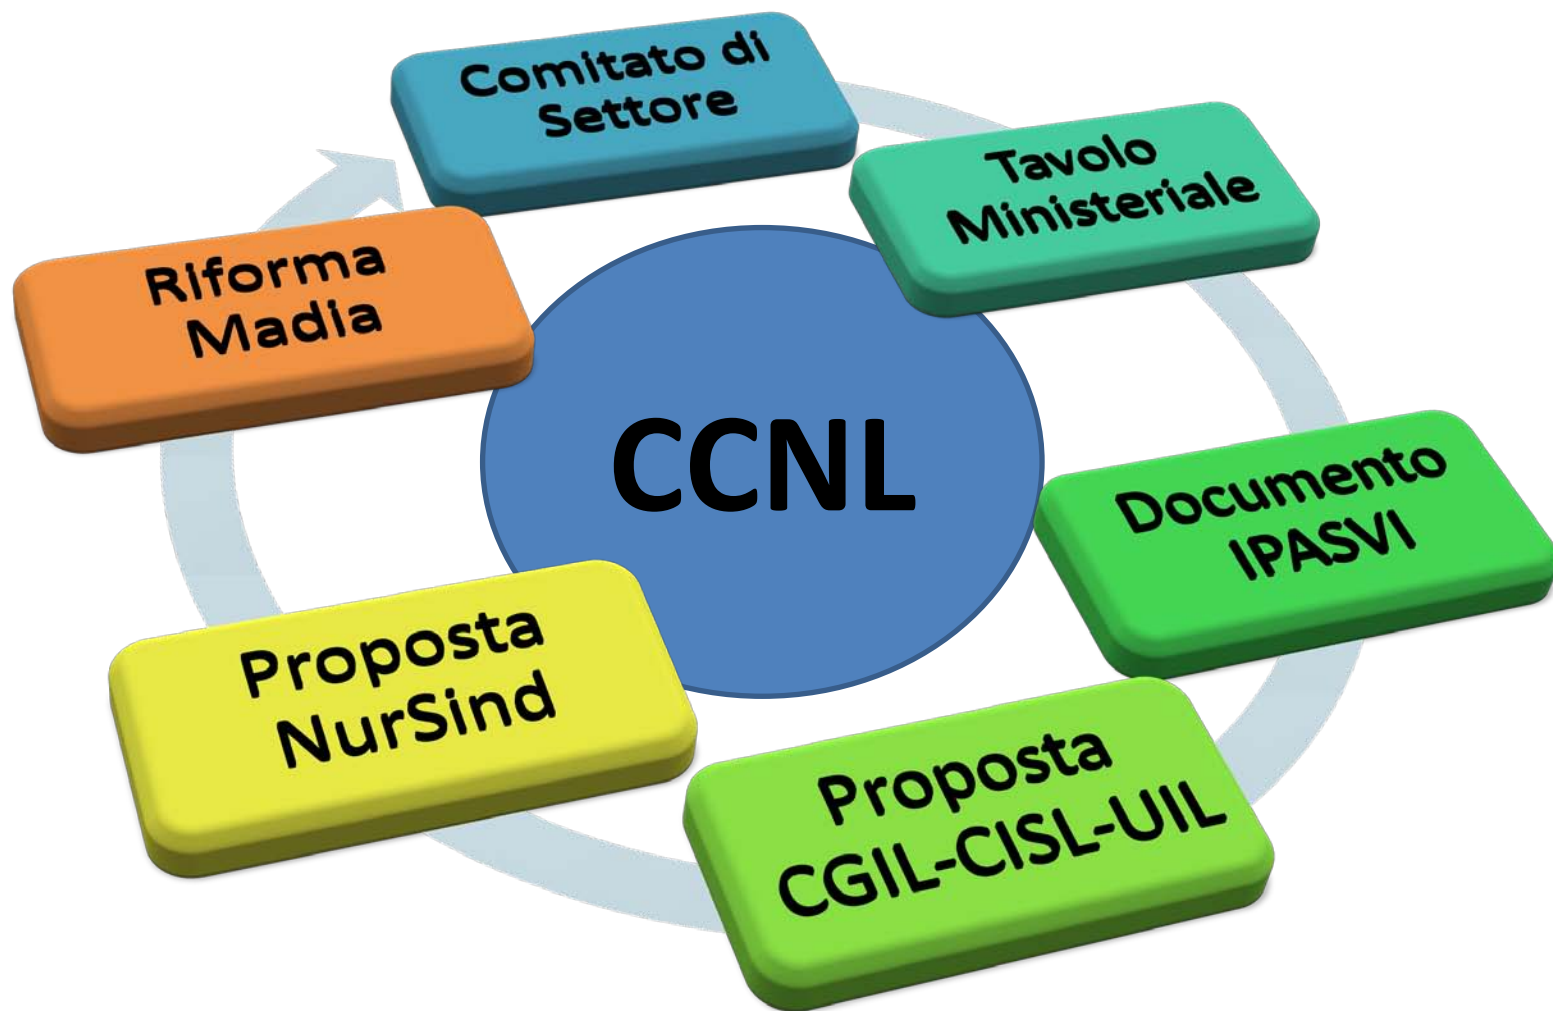 Comitato di
Settore
Tavolo
Ministeriale
Documento
IPASVI
Proposta
CGIL-CISL-UIL
Proposta
NurSind
Riforma
Madia
CCNL